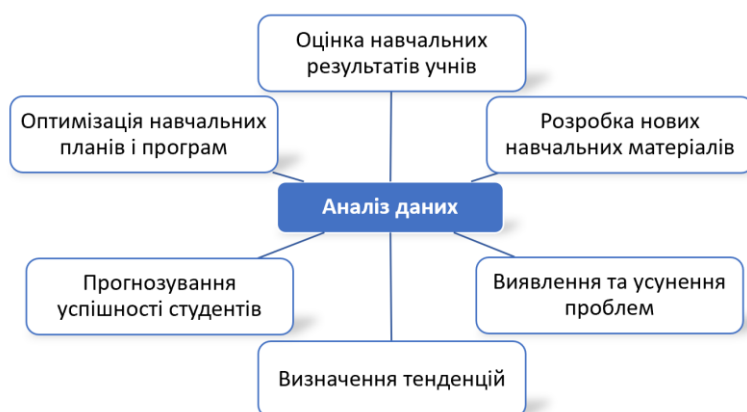 Оцінка навчальних
результатів учнів
Оптимізація навчальних
планів і програм
Розробка нових
навчальних матеріалів
Аналіз даних
Прогнозування
успішності студентів
Виявлення та усунення
проблем
Визначення тенденцій